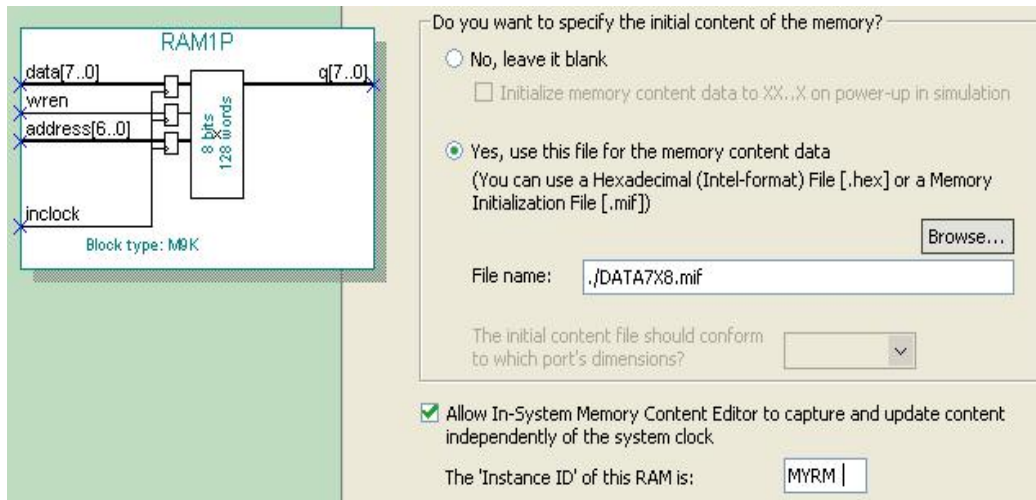 RAM1P
data[7..0]
q[7..0]
wren
address[6..0]
8 bits
X
128 words
inclock
Block type: M9K
Do you want to specify the initial content of the memory?
No, leave it blank
Initialize memory content data to XX..X on power-up in simulation
Yes, use this file for the memory content data
(You can use a Hexadecimal (Intel-format) File [.hex] or a Memory
Initialization File [.mif])
Browse...
File name:
./DATA7X8.mif
The initial content file should conform
to which port's dimensions?
Allow In-System Memory Content Editor to capture and update content
independently of the system clock
The 'Instance ID' of this RAM is:
MYRM